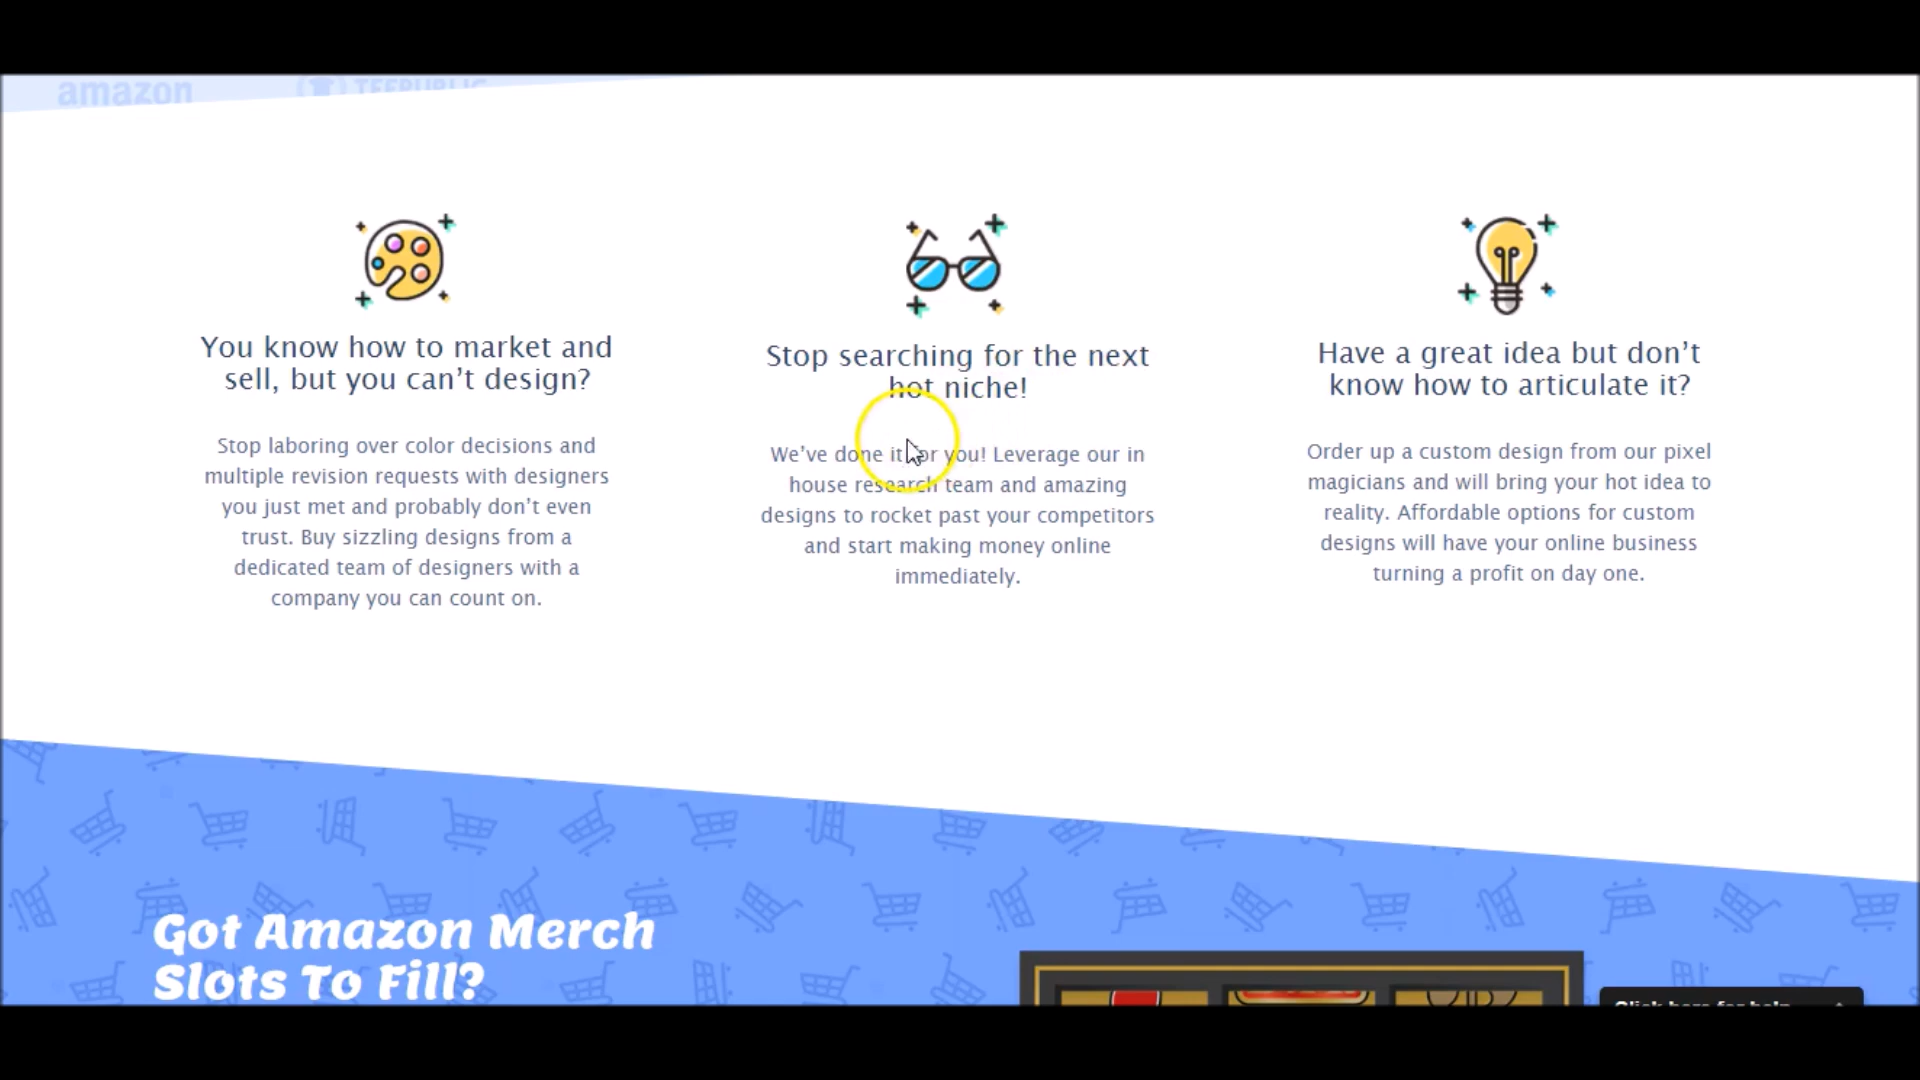 amazon TEEPUBLIC
You know how to market and
sell, but you can’t design?
Stop laboring over color decisions and
multiple revision requests with designers
you just met and probably don’t even
trust. Buy sizzling designs from a
dedicated team of designers with a
company you can count on.
Stop searching for the next
hot niche!
We’ve done it for you! Leverage our in
house research team and amazing
designs to rocket past your competitors
and start making money online
immediately.
Have a great idea but don’t
know how to articulate it?
Order up a custom design from our pixel
magicians and will bring your hot idea to
reality. Affordable options for custom
designs will have your online business
turning a profit on day one.
Got Amazon Merch
Slots To Fill?
Click here for help